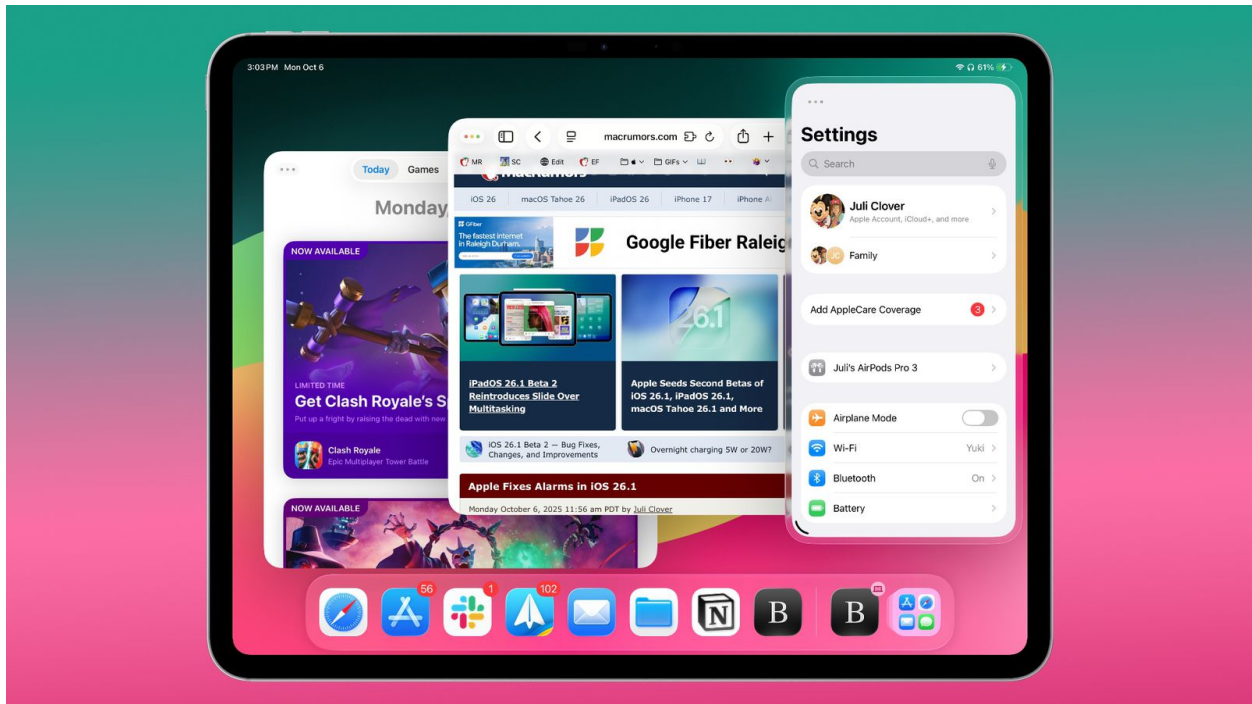 3:03 PM Mon Oct 6
61%
Today Games
Monday,
NOW AVAILABLE
LIMITED TIME
Get Clash Royale's S
Put up a fright by raising the dead with new
Clash Royale
Epic Multiplayer Tower Battle
NOW AVAILABLE
macrumors.com
MR SC Edit EF GIFs
MacRumors
iOS 26 macOS Tahoe 26 iPadOS 26 iPhone 17 iPhone A
GFiber
The fastest internet
in Raleigh Durham.
Google Fiber Raleig
26.1
iPadOS 26.1 Beta 2
Reintroduces Slide Over
Multitasking
Apple Seeds Second Betas of
iOS 26.1, iPadOS 26.1,
macOS Tahoe 26.1 and More
iOS 26.1 Beta 2 — Bug Fixes,
Changes, and Improvements
Overnight charging 5W or 20W?
Apple Fixes Alarms in iOS 26.1
Monday October 6, 2025 11:56 am PDT by Juli Clover
Settings
Search
Juli Clover
Apple Account, iCloud+, and more
JC
Family
Add AppleCare Coverage 3
Juli's AirPods Pro 3
Airplane Mode
Wi-Fi Yuki
Bluetooth On
Battery
56 1 102
N B B